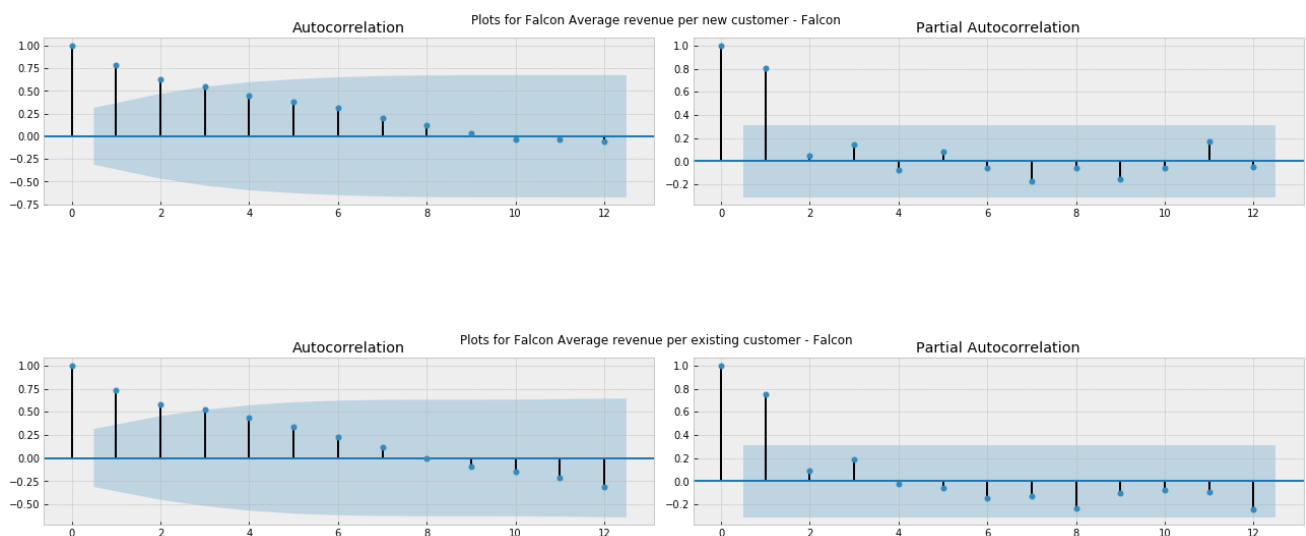 Plots for Falcon Average revenue per new customer - Falcon
Autocorrelation
Partial Autocorrelation
1.00
0.75
0.50
0.25
0.00
−0.25
−0.50
−0.75
0 2 4 6 8 10 12
1.0
0.8
0.6
0.4
0.2
0.0
−0.2
0 2 4 6 8 10 12
Plots for Falcon Average revenue per existing customer - Falcon
Autocorrelation
Partial Autocorrelation
1.00
0.75
0.50
0.25
0.00
−0.25
−0.50
0 2 4 6 8 10 12
1.0
0.8
0.6
0.4
0.2
0.0
−0.2
0 2 4 6 8 10 12